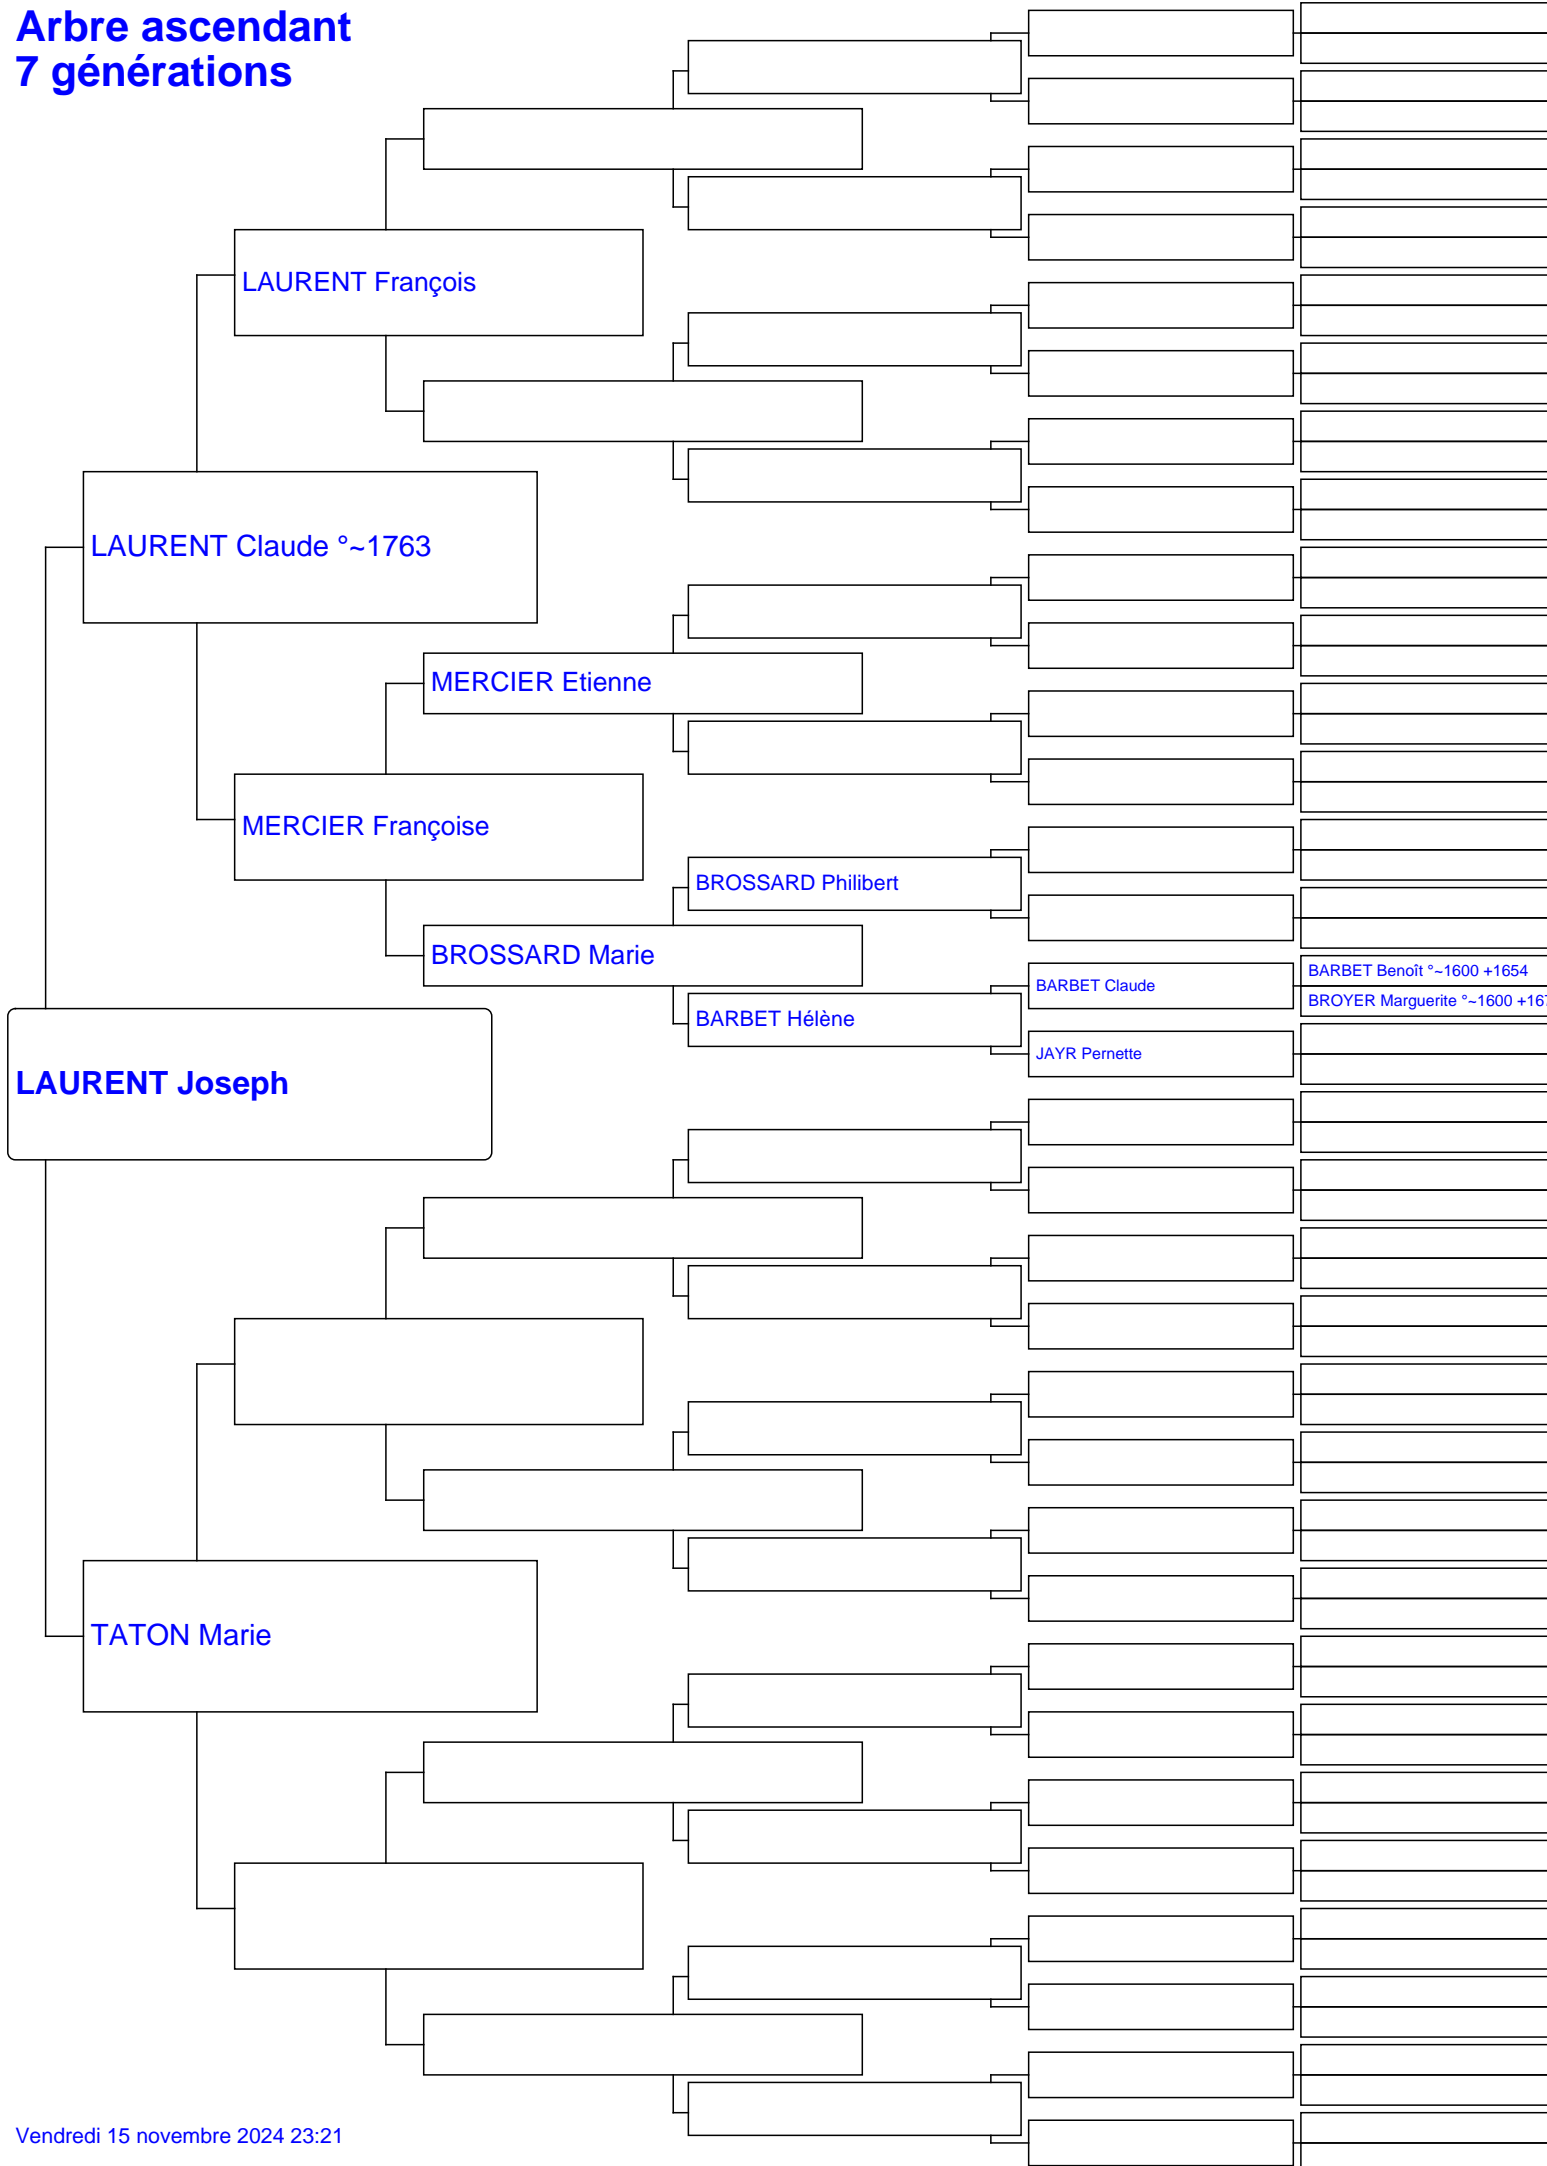 Arbre ascendant
7 générations
LAURENT François
LAURENT Claude °~1763
MERCIER Etienne
MERCIER Françoise
BROSSARD Philibert
BROSSARD Marie
BARBET Benoît °~1600 +1654
BARBET Claude
BROYER Marguerite °~1600
BARBET Hélène
JAYR Pernette
LAURENT Joseph
TATON Marie
Vendredi 15 novembre 2024 23:21